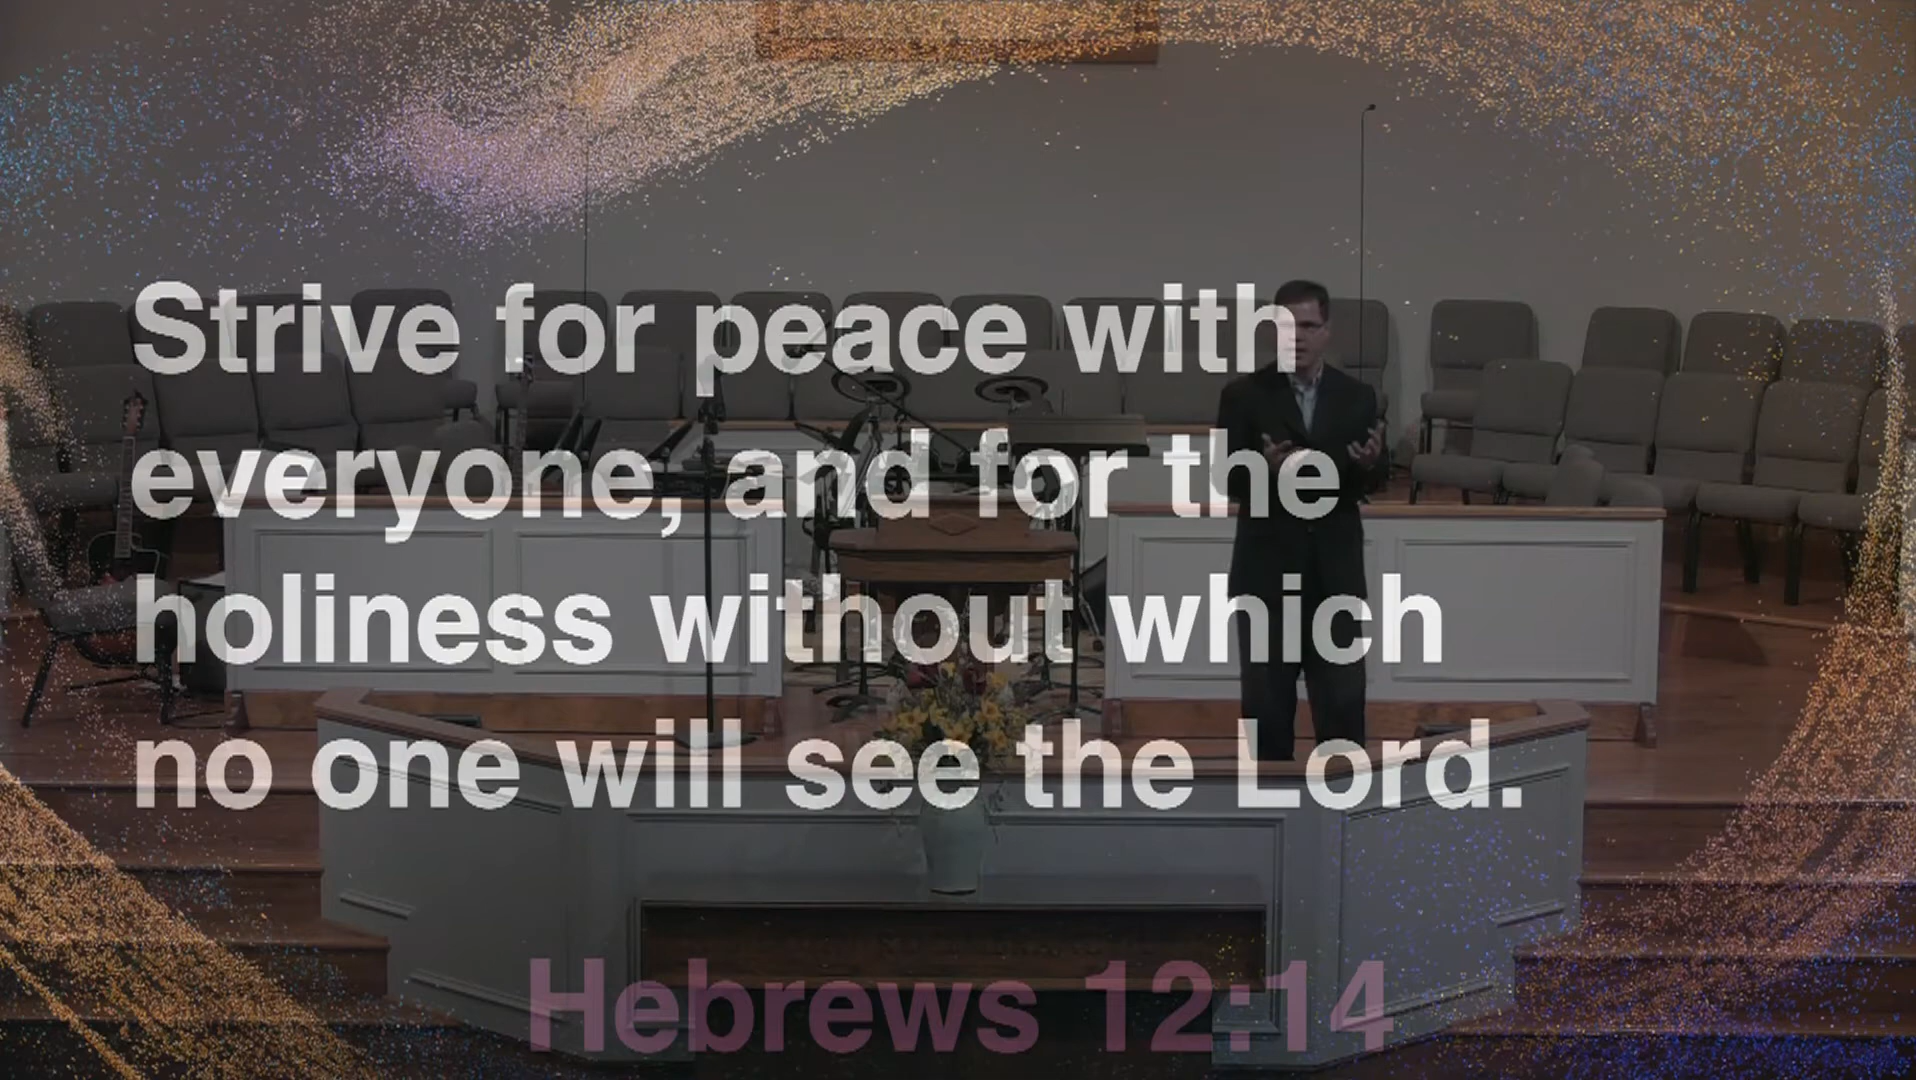 Strive for peace with
everyone, and for the
holiness without which
no one will see the Lord.
Hebrews 12:14